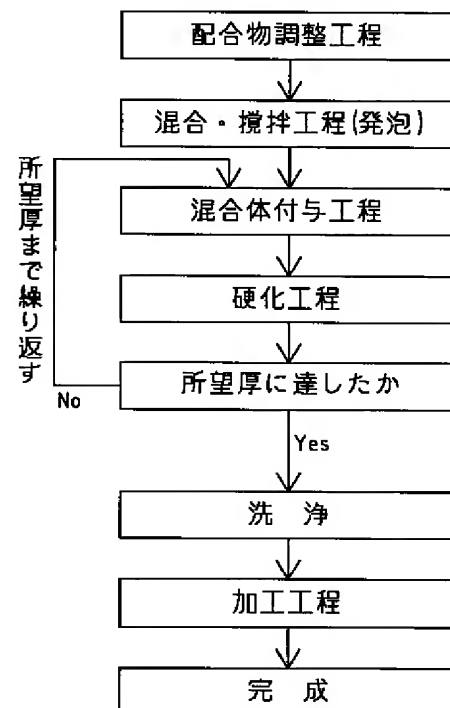 配合物調整工程
混合・撹拌工程(発泡)
所望厚まで繰り返す
混合体付与工程
硬化工程
所望厚に達したか
No
Yes
洗 浄
加工工程
完 成